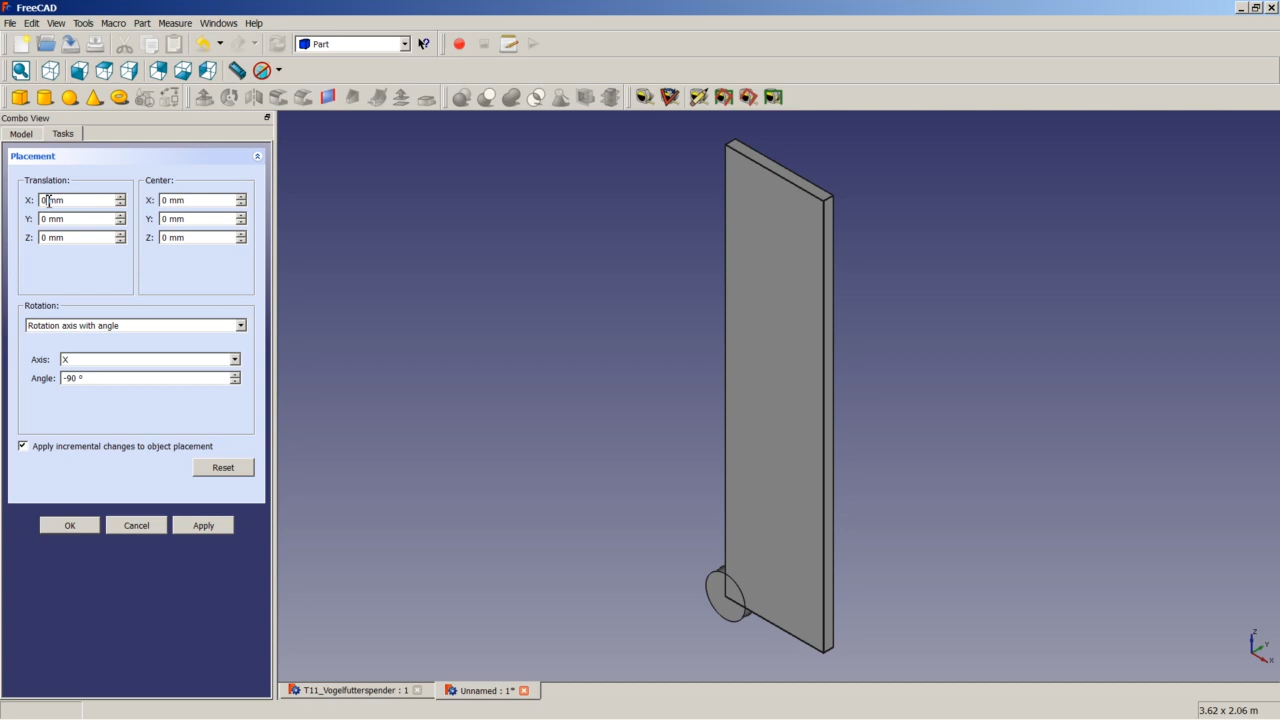 FreeCAD
File Edit View Tools Macro Part Measure Windows Help
Part
Combo View
Model Tasks
Placement
Translation: Center:
X: 0 mm X: 0 mm
Y: 0 mm Y: 0 mm
Z: 0 mm Z: 0 mm
Rotation:
Rotation axis with angle
Axis: X
Angle: -90 °
Apply incremental changes to object placement
Reset
OK Cancel Apply
Z
Y
X
T11_Vogelfutterspender : 1 Unnamed : 1*
3.62 x 2.06 m